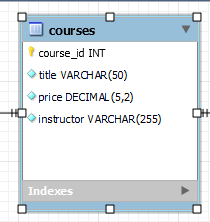 courses
course_id INT
title VARCHAR(50)
price DECIMAL(5,2)
instructor VARCHAR(255)
Indexes